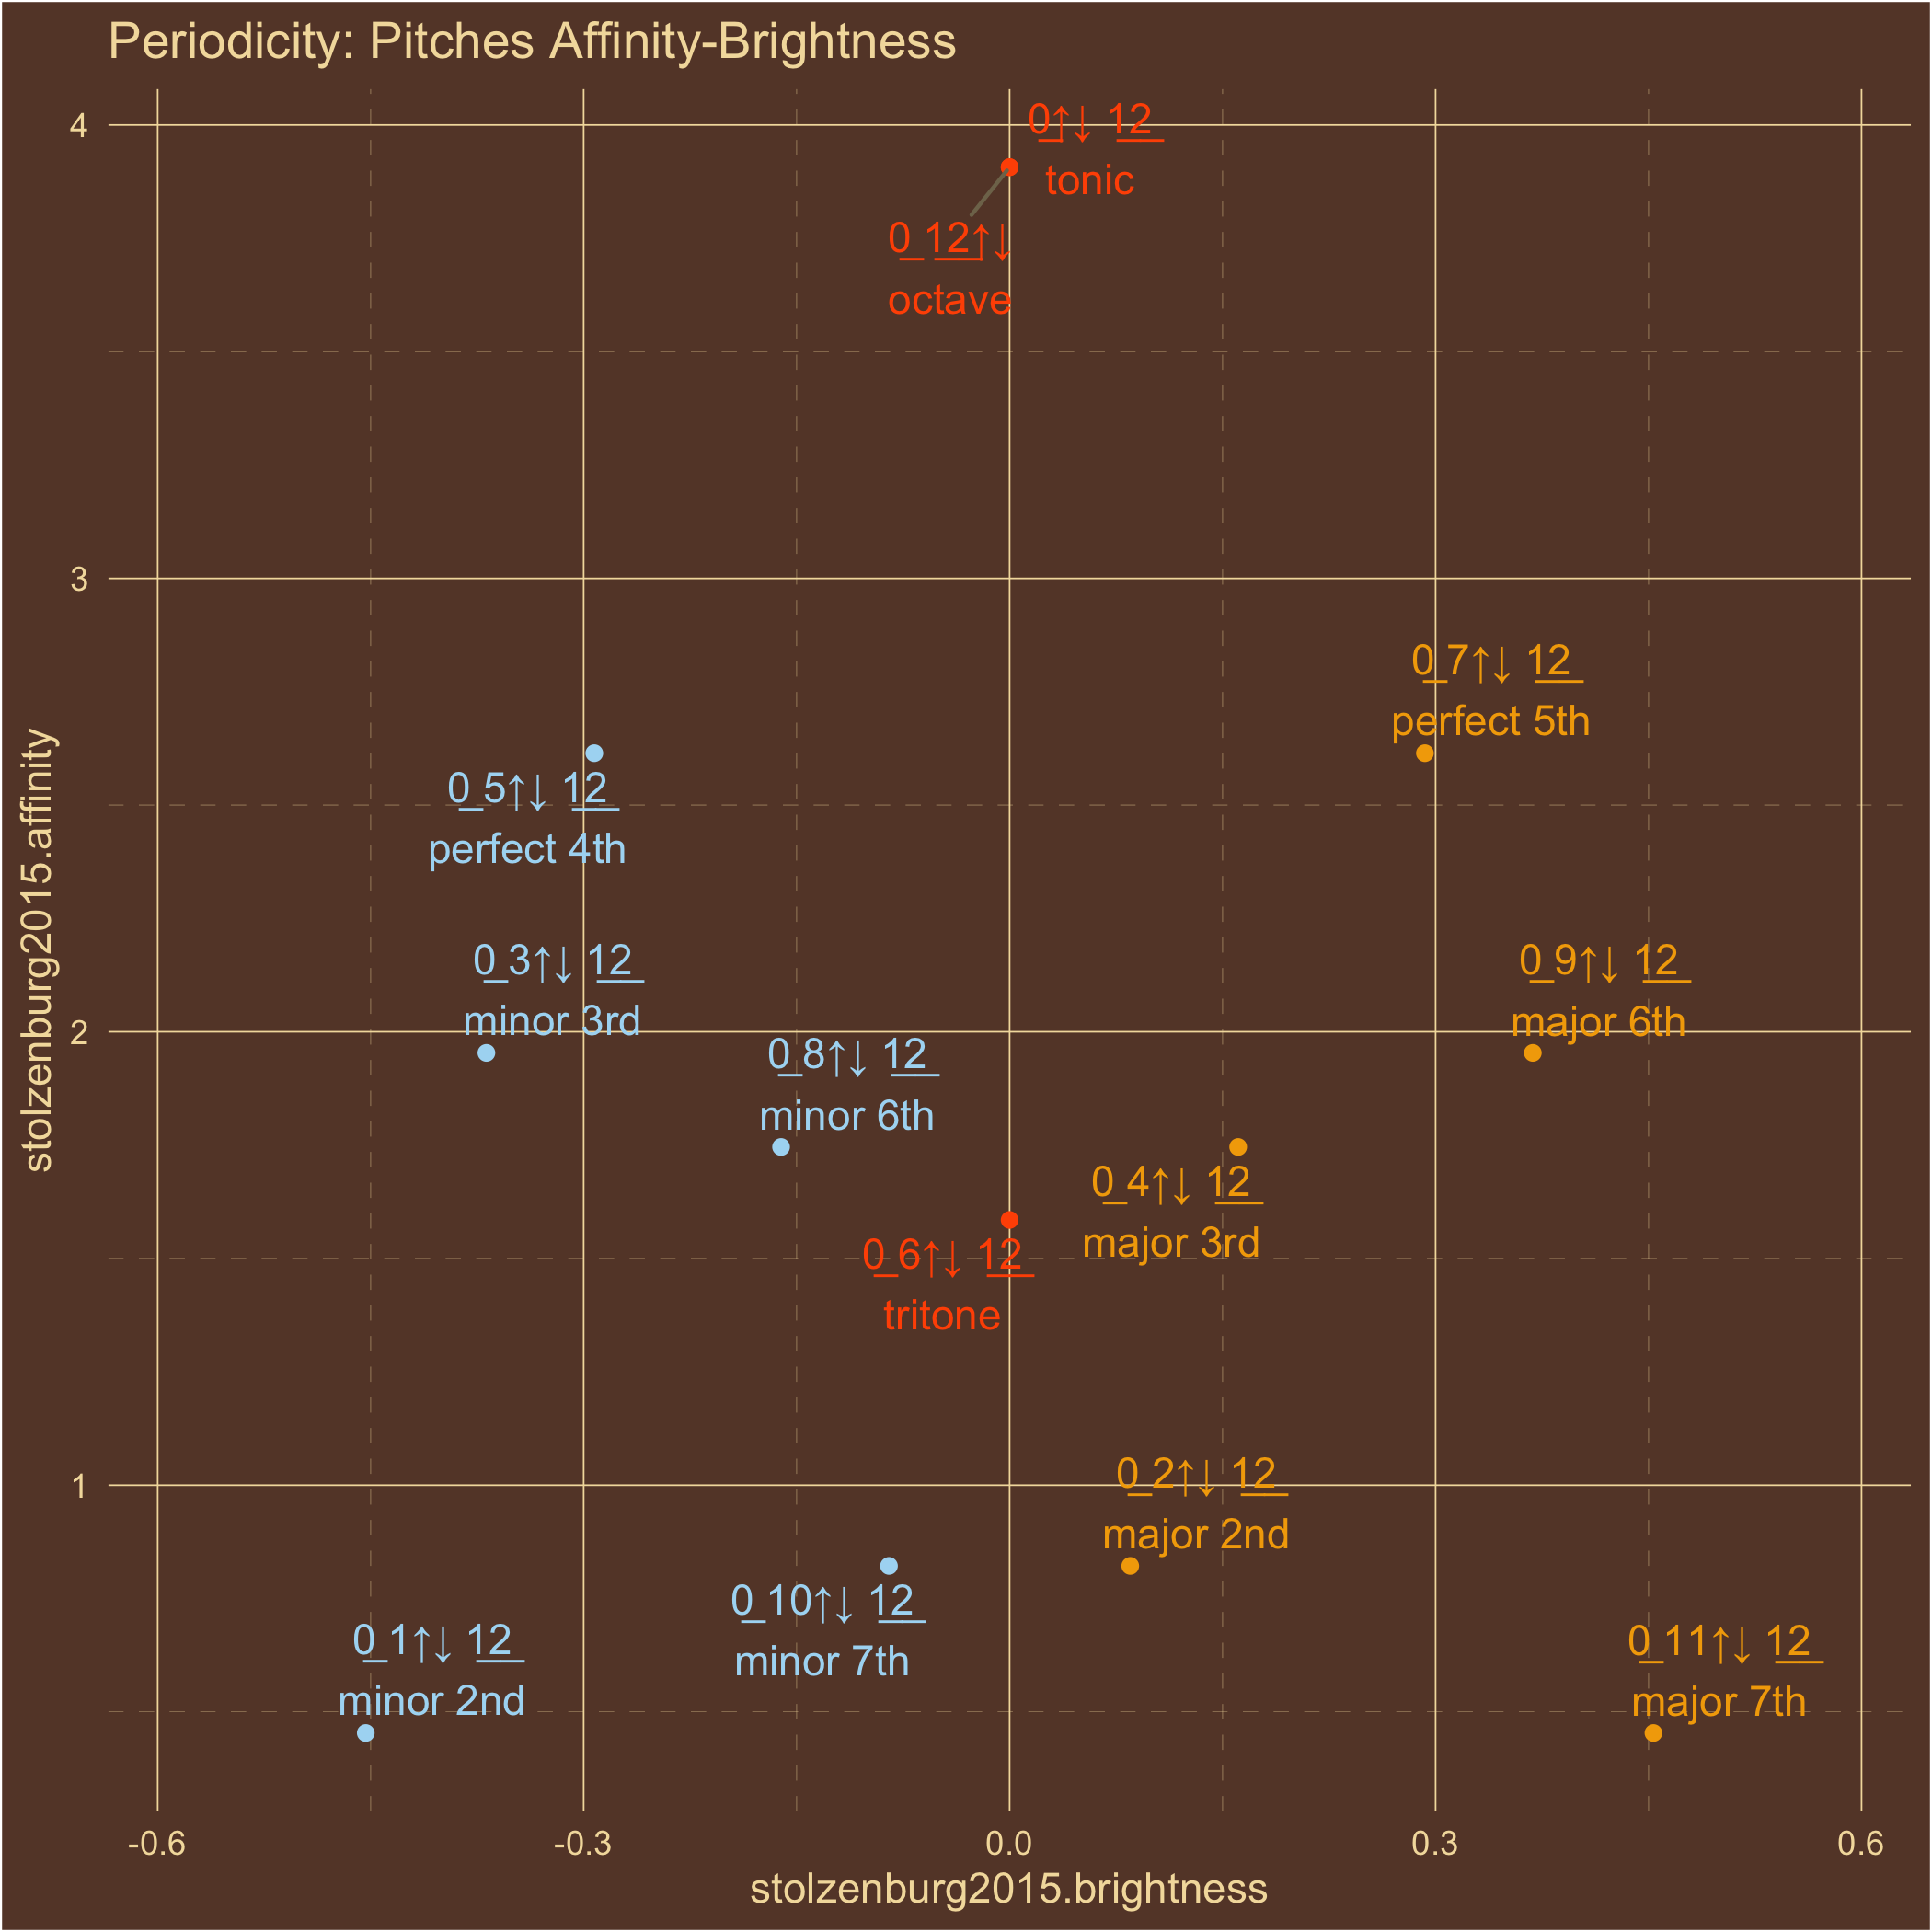 Periodicity: Pitches Affinity-Brightness
4
0↑↓ 12
tonic
0 12↑↓
octave
3
0 7↑↓ 12
perfect 5th
0 5↑↓ 12
perfect 4th
stolzenburg2015.affinity
0 3↑↓ 12
minor 3rd
0 9↑↓ 12
major 6th
2
0 8↑↓ 12
minor 6th
0 4↑↓ 12
major 3rd
0 6↑↓ 12
tritone
1
0 2↑↓ 12
major 2nd
0 10↑↓ 12
minor 7th
0 1↑↓ 12
minor 2nd
0 11↑↓ 12
major 7th
-0.6 -0.3 0.0 0.3 0.6
stolzenburg2015.brightness